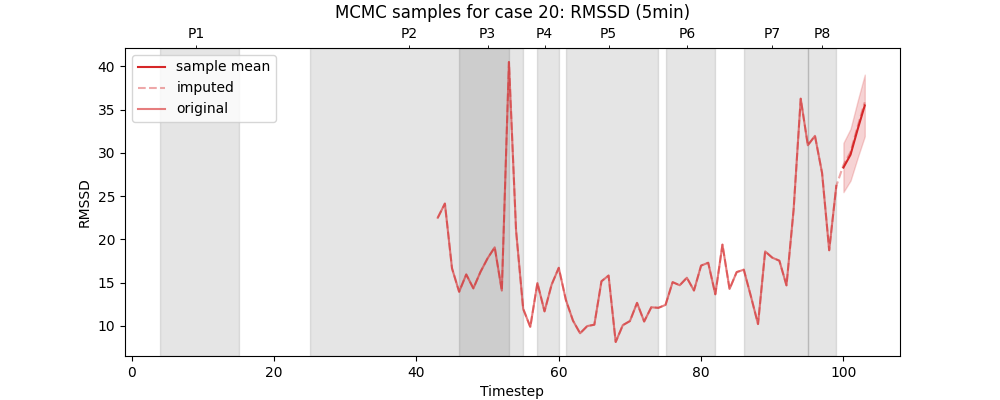 MCMC samples for case 20: RMSSD (5min)
P1 P2 P3 P4 P5 P6 P7 P8
sample mean
imputed
original
40
35
30
25
20
15
10
RMSSD
0 20 40 60 80 100
Timestep